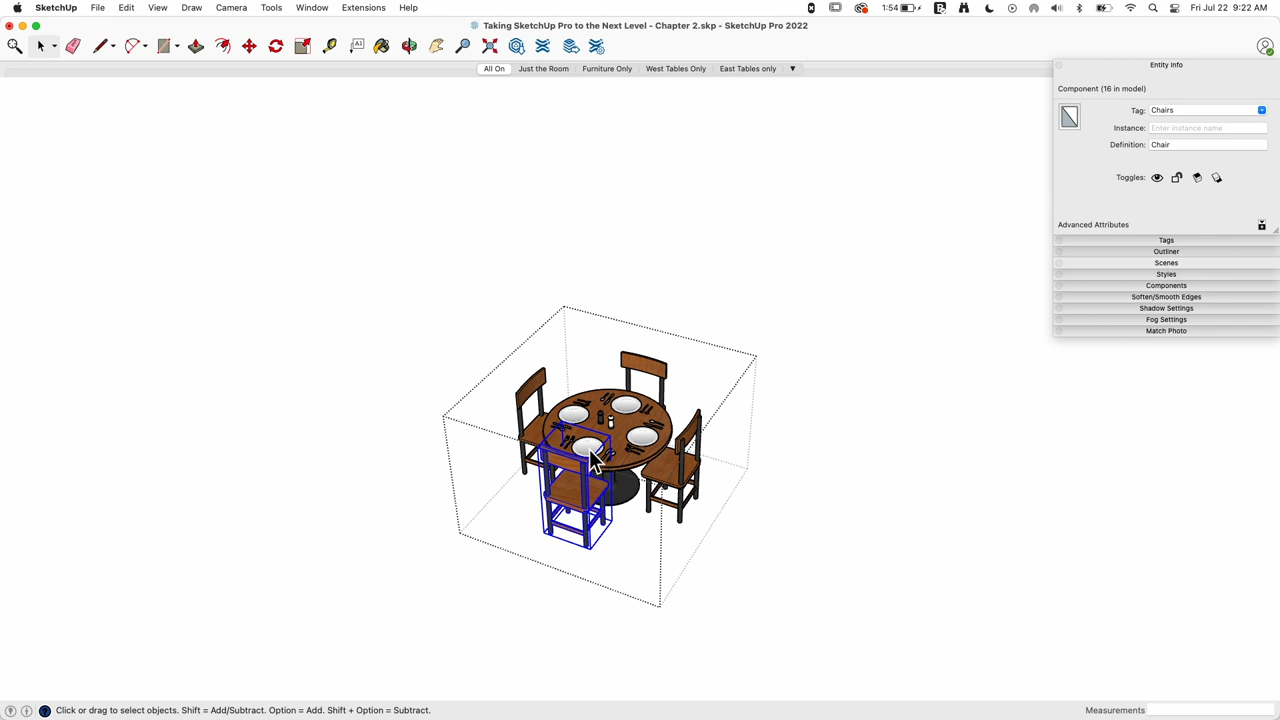 SketchUp File Edit View Draw Camera Tools Window Extensions Help 1:54 Fri Jul 22 9:22 AM
Taking SketchUp Pro to the Next Level - Chapter 2.skp - SketchUp Pro 2022
All On Just the Room Furniture Only West Tables Only East Tables only
Entity Info
Component (16 in model)
Tag: Chairs
Instance: Enter instance name
Definition: Chair
Toggles:
Advanced Attributes
Tags
Outliner
Scenes
Styles
Components
Soften/Smooth Edges
Shadow Settings
Fog Settings
Match Photo
Click or drag to select objects. Shift = Add/Subtract. Option = Add. Shift + Option = Subtract. Measurements